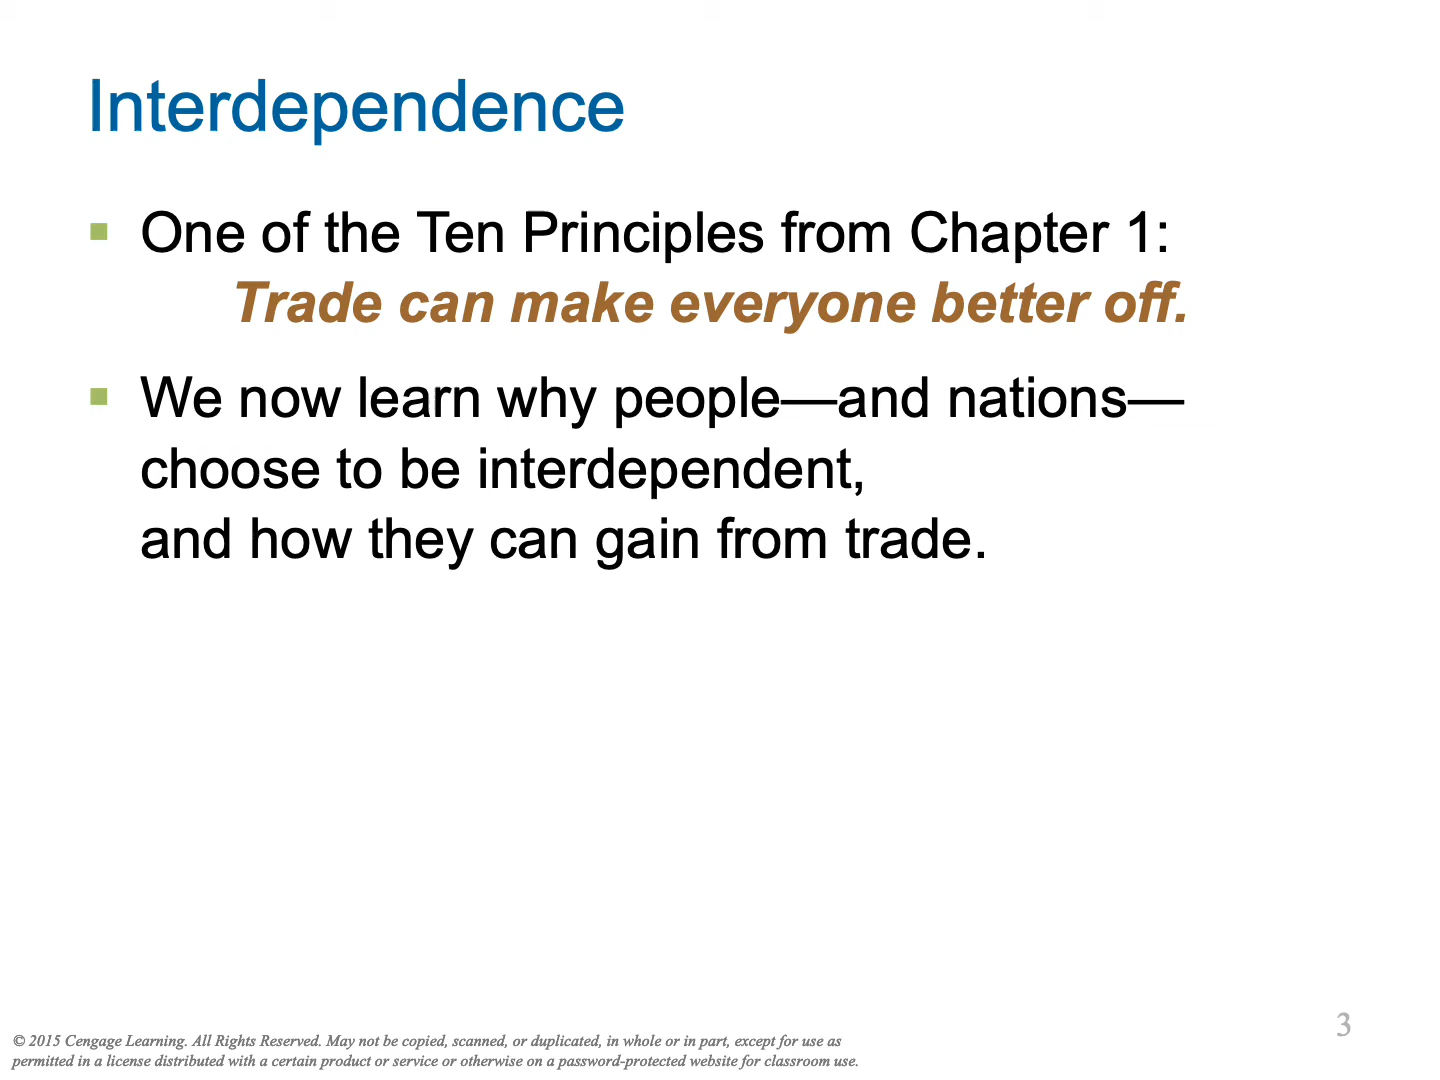 Interdependence
One of the Ten Principles from Chapter 1:
Trade can make everyone better off.
We now learn why people—and nations—
choose to be interdependent,
and how they can gain from trade.
3
© 2015 Cengage Learning. All Rights Reserved. May not be copied, scanned, or duplicated, in whole or in part, except for use as
permitted in a license distributed with a certain product or service or otherwise on a password-protected website for classroom use.